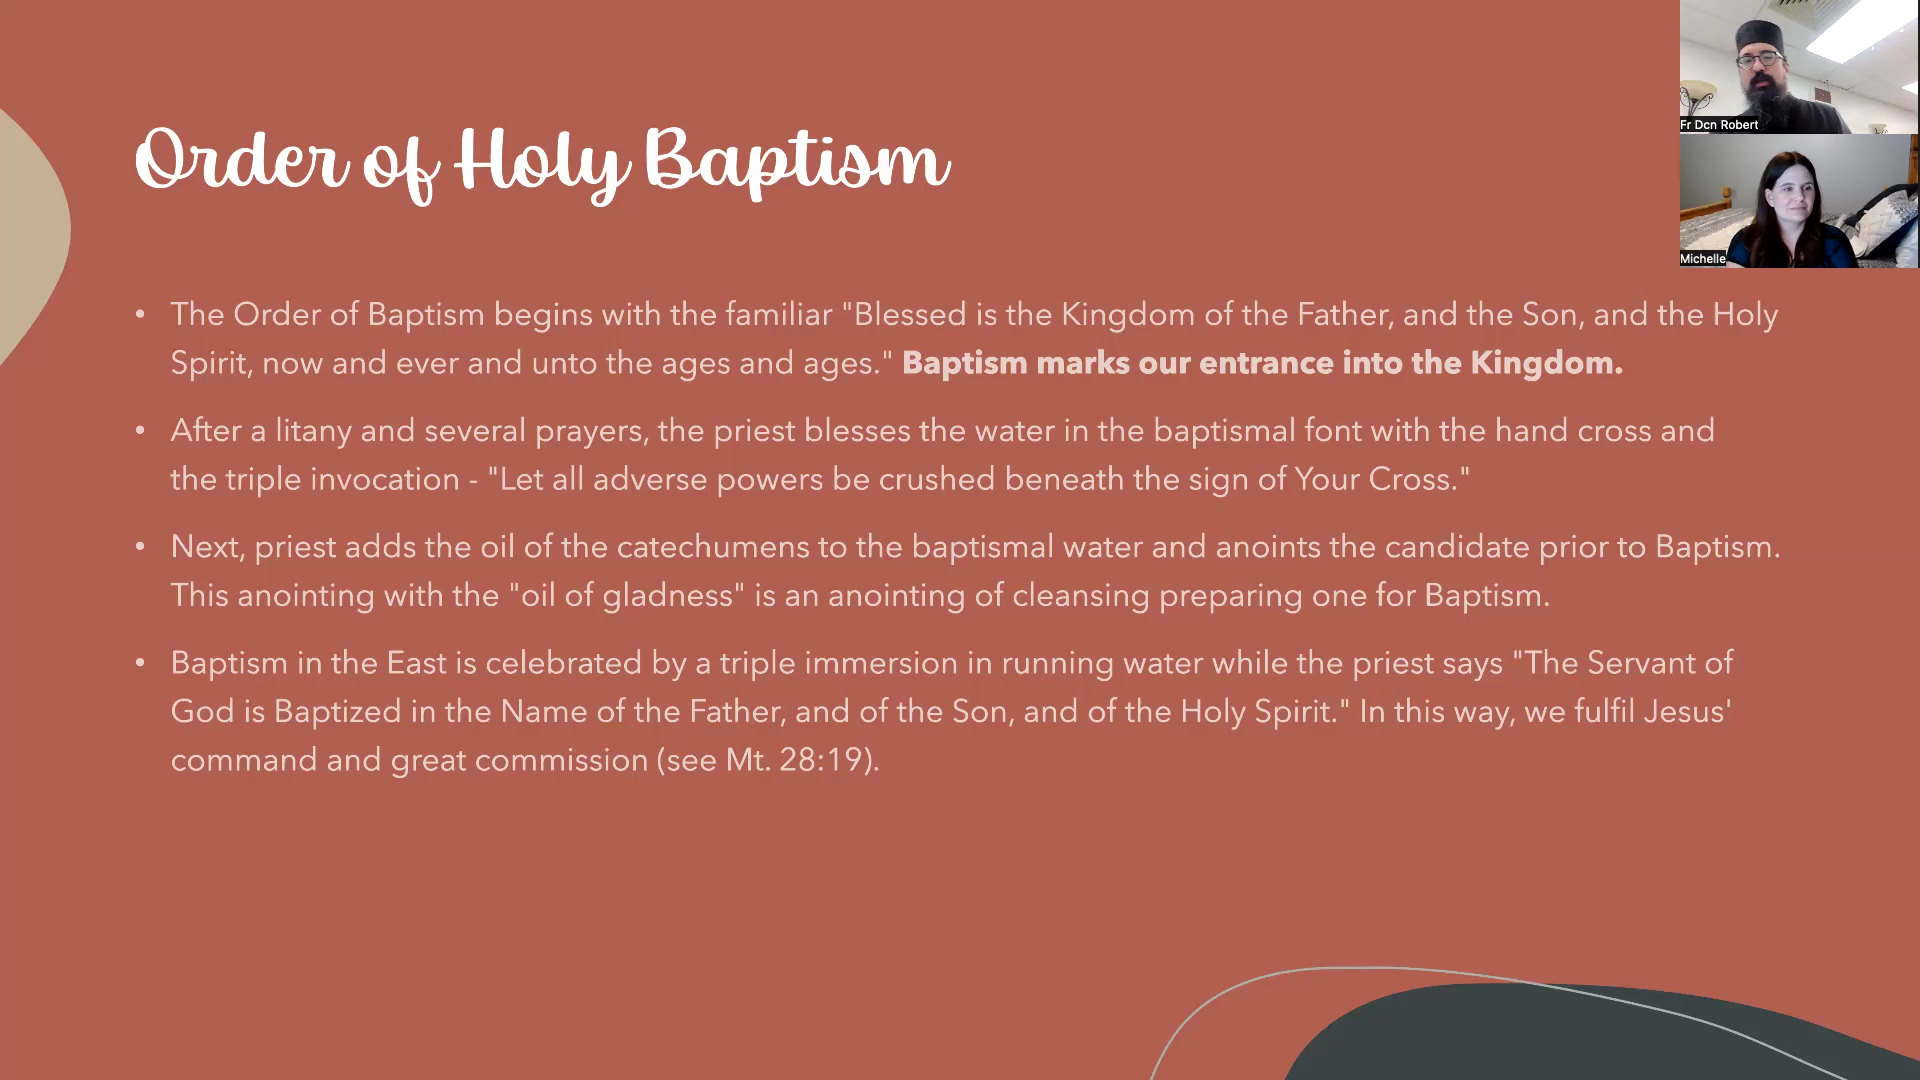 Order of Holy Baptism
• The Order of Baptism begins with the familiar "Blessed is the Kingdom of the Father, and the Son, and the Holy
Spirit, now and ever and unto the ages and ages." Baptism marks our entrance into the Kingdom.
• After a litany and several prayers, the priest blesses the water in the baptismal font with the hand cross and
the triple invocation - "Let all adverse powers be crushed beneath the sign of Your Cross."
• Next, priest adds the oil of the catechumens to the baptismal water and anoints the candidate prior to Baptism.
This anointing with the "oil of gladness" is an anointing of cleansing preparing one for Baptism.
• Baptism in the East is celebrated by a triple immersion in running water while the priest says "The Servant of
God is Baptized in the Name of the Father, and of the Son, and of the Holy Spirit." In this way, we fulfil Jesus'
command and great commission (see Mt. 28:19).
Fr Dcn Robert
Michelle